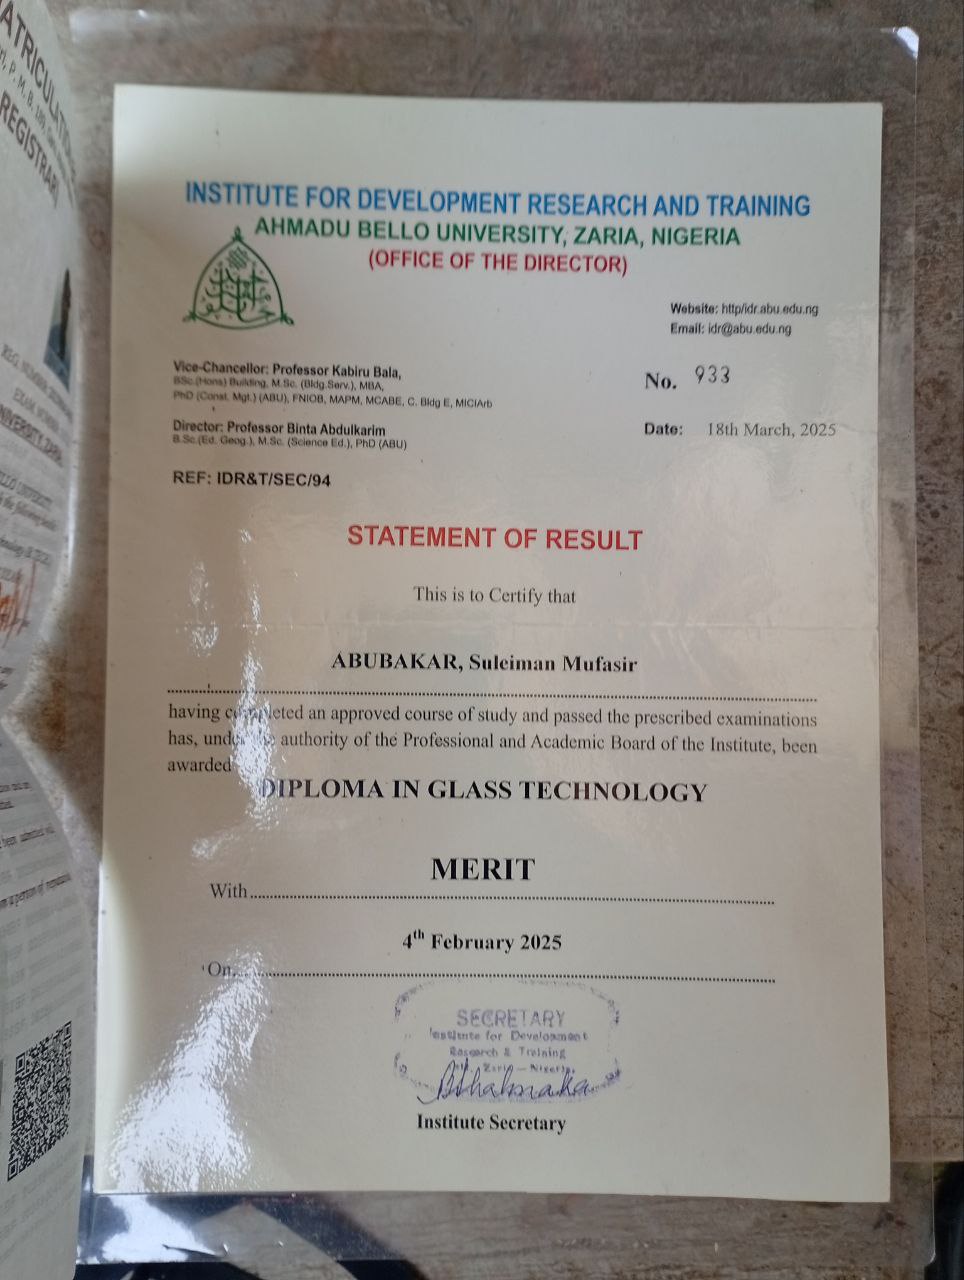 INSTITUTE FOR DEVELOPMENT RESEARCH AND TRAINING
AHMADU BELLO UNIVERSITY, ZARIA, NIGERIA
(OFFICE OF THE DIRECTOR)
Website: http/idr.abu.edu.ng
Email: idr@abu.edu.ng
Vice-Chancellor: Professor Kabiru Bala,
BSc.(Hons) Building, M.Sc. (Bldg.Serv.), MBA,
PhD (Const. Mgt.) (ABU), FNIOB, MAPM, MCABE, C. Bldg E, MICIArb
No. 933
Director: Professor Binta Abdulkarim
B.Sc.(Ed. Geog.), M.Sc. (Science Ed.), PhD (ABU)
Date: 18th March, 2025
REF: IDR&T/SEC/94
STATEMENT OF RESULT
This is to Certify that
ABUBAKAR, Suleiman Mufasir
having completed an approved course of study and passed the prescribed examinations
has, under the authority of the Professional and Academic Board of the Institute, been
awarded
DIPLOMA IN GLASS TECHNOLOGY
MERIT
With
4th February 2025
On
SECRETARY
Institute for Development
Research & Training
Zaria - Nigeria.
Institute Secretary
REGISTRAR